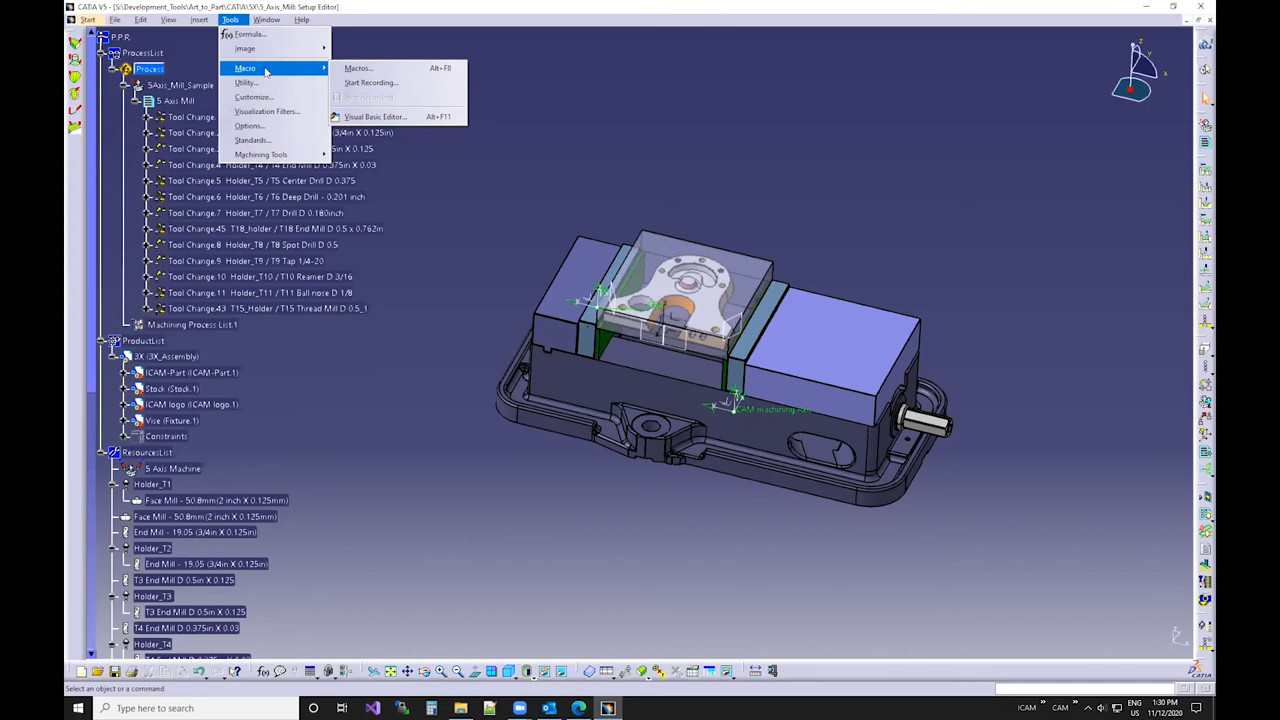 CATIA V5 - [S:\Development_Tools\Art_to_Part\CATIA\5X\5_Axis_Mill: Setup Editor]
Start File Edit View Insert Tools Window Help
P.P.R.
ProcessList
Process
5Axis_Mill_Sample
5 Axis Mill
Tool Change.
(3/4in X 0.125in)
Tool Change.4 Holder_T4 / T4 End Mill D 0.375in X 0.03
Tool Change.5 Holder_T5 / T5 Center Drill D 0.375
Tool Change.6 Holder_T6 / T6 Deep Drill - 0.201 inch
Tool Change.7 Holder_T7 / T7 Drill D 0.180inch
Tool Change.45 T18_holder / T18 End Mill D 0.5 x 0.762in
Tool Change.8 Holder_T8 / T8 Spot Drill D 0.5
Tool Change.9 Holder_T9 / T9 Tap 1/4-20
Tool Change.10 Holder_T10 / T10 Reamer D 3/16
Tool Change.11 Holder_T11 / T11 Ball nose D 1/8
Tool Change.43 T15_Holder / T15 Thread Mill D 0.5_1
Machining Process List.1
ProductList
3X (3X_Assembly)
ICAM-Part (ICAM-Part.1)
Stock (Stock.1)
ICAM logo (ICAM logo.1)
Vise (Fixture.1)
Constraints
ResourcesList
5 Axis Machine
Holder_T1
Face Mill - 50.8mm(2 inch X 0.125mm)
Face Mill - 50.8mm(2 inch X 0.125mm)
End Mill - 19.05 (3/4in X 0.125in)
Holder_T2
End Mill - 19.05 (3/4in X 0.125in)
T3 End Mill D 0.5in X 0.125
Holder_T3
T3 End Mill D 0.5in X 0.125
T4 End Mill D 0.375in X 0.03
Holder_T4
Formula...
Image
Macro
Utility...
Customize...
Visualization Filters...
Options...
Standards...
Machining Tools
Macros... Alt+F8
Start Recording...
Stop Recording
Visual Basic Editor... Alt+F11
CAM machining Axis
Select an object or a command
Type here to search
ICAM
CAM
ENG
US
1:30 PM
11/12/2020